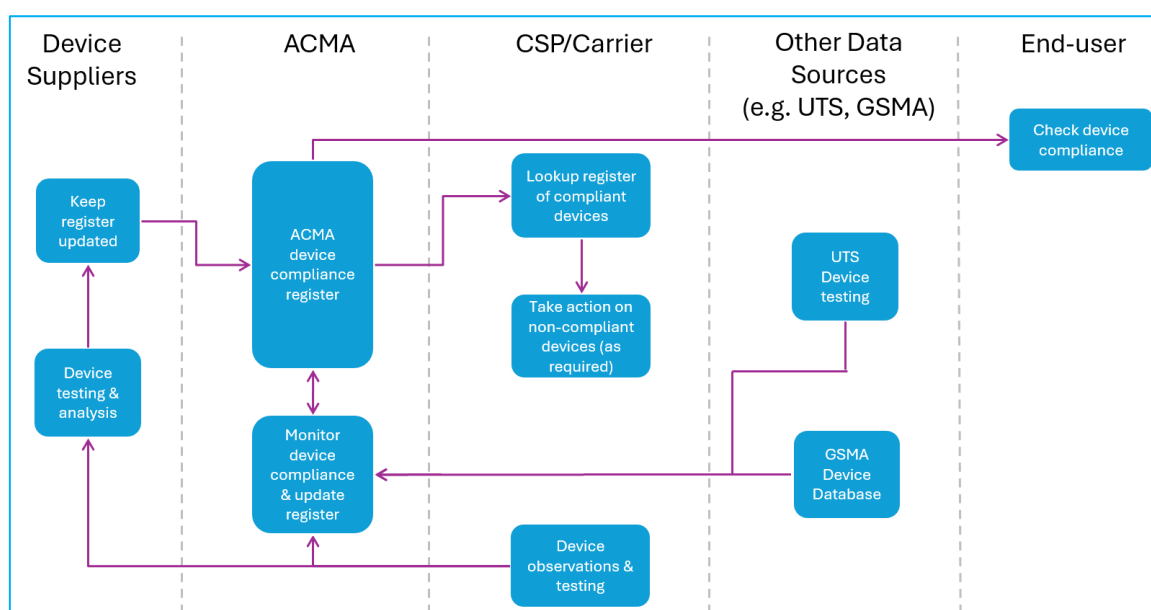 Device
Suppliers
ACMA
CSP/Carrier
Other Data
Sources
(e.g. UTS, GSMA)
End-user
Check device
compliance
Keep
register
updated
ACMA
device
compliance
register
Lookup register
of compliant
devices
UTS
Device
testing
Take action on
non-compliant
devices (as
required)
Device
testing &
analysis
Monitor
device
compliance
& update
register
GSMA
Device
Database
Device
observations &
testing